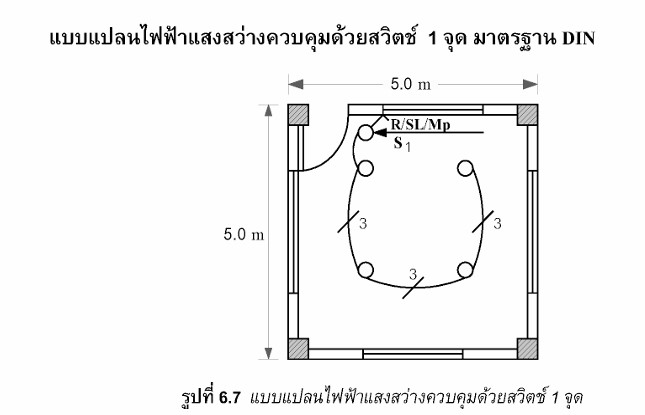 แบบแปลนไฟฟ้าแสงสว่างควบคุมด้วยสวิตช์ 1 จุด มาตรฐาน DIN
5.0 m
R/SL/Mp
S1
5.0 m
3
3
3
รูปที่ 6.7 แบบแปลนไฟฟ้าแสงสว่างควบคุมด้วยสวิตช์ 1 จุด